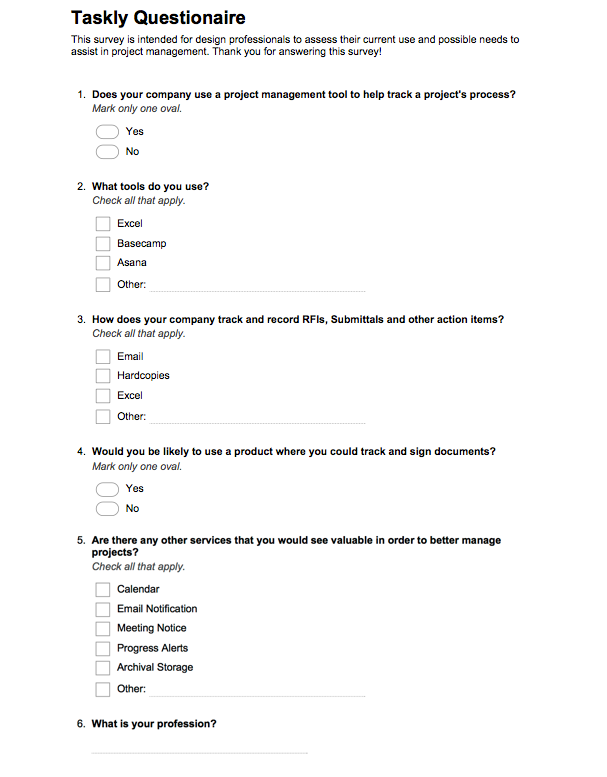 Taskly Questionaire
This survey is intended for design professionals to assess their current use and possible needs to
assist in project management. Thank you for answering this survey!
1. Does your company use a project management tool to help track a project's process?
Mark only one oval.
Yes
No
2. What tools do you use?
Check all that apply.
Excel
Basecamp
Asana
Other:
3. How does your company track and record RFIs, Submittals and other action items?
Check all that apply.
Email
Hardcopies
Excel
Other:
4. Would you be likely to use a product where you could track and sign documents?
Mark only one oval.
Yes
No
5. Are there any other services that you would see valuable in order to better manage
projects?
Check all that apply.
Calendar
Email Notification
Meeting Notice
Progress Alerts
Archival Storage
Other:
6. What is your profession?